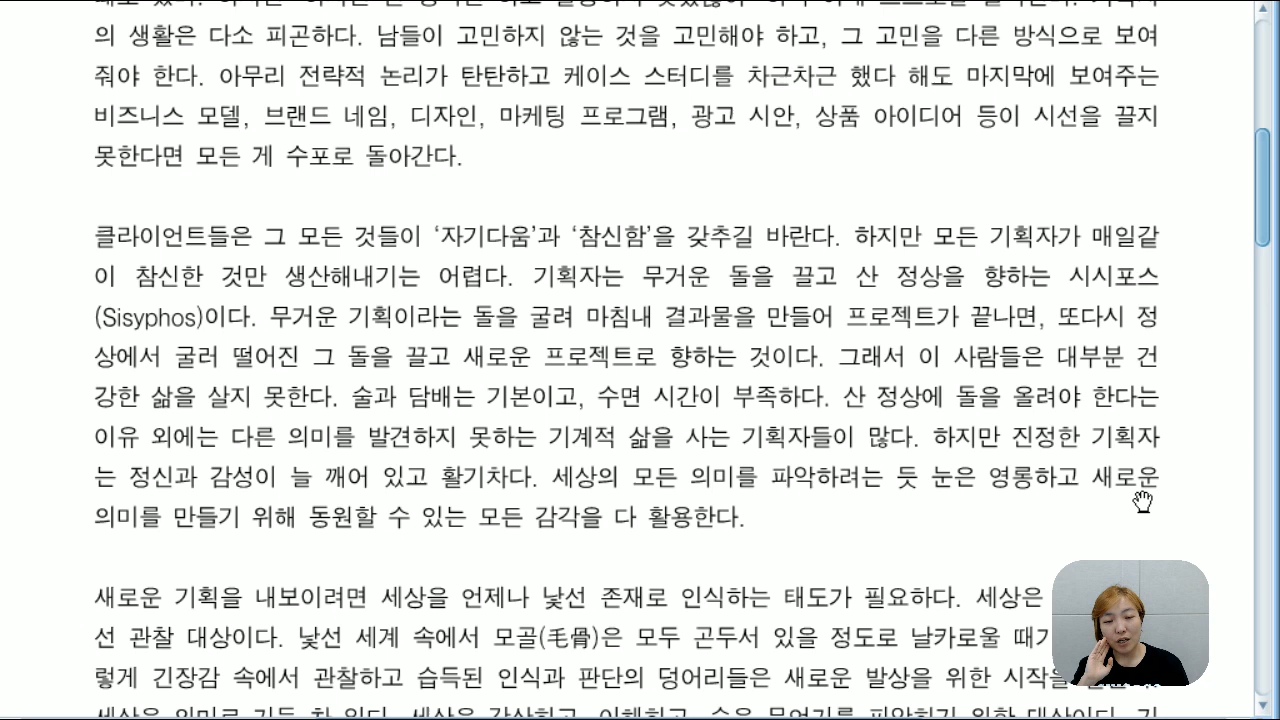 의 생활은 다소 피곤하다. 남들이 고민하지 않는 것을 고민해야 하고, 그 고민을 다른 방식으로 보여
줘야 한다. 아무리 전략적 논리가 탄탄하고 케이스 스터디를 차근차근 했다 해도 마지막에 보여주는
비즈니스 모델, 브랜드 네임, 디자인, 마케팅 프로그램, 광고 시안, 상품 아이디어 등이 시선을 끌지
못한다면 모든 게 수포로 돌아간다.
클라이언트들은 그 모든 것들이 ‘자기다움’과 ‘참신함’을 갖추길 바란다. 하지만 모든 기획자가 매일같
이 참신한 것만 생산해내기는 어렵다. 기획자는 무거운 돌을 끌고 산 정상을 향하는 시시포스
(Sisyphos)이다. 무거운 기획이라는 돌을 굴려 마침내 결과물을 만들어 프로젝트가 끝나면, 또다시 정
상에서 굴러 떨어진 그 돌을 끌고 새로운 프로젝트로 향하는 것이다. 그래서 이 사람들은 대부분 건
강한 삶을 살지 못한다. 술과 담배는 기본이고, 수면 시간이 부족하다. 산 정상에 돌을 올려야 한다는
이유 외에는 다른 의미를 발견하지 못하는 기계적 삶을 사는 기획자들이 많다. 하지만 진정한 기획자
는 정신과 감성이 늘 깨어 있고 활기차다. 세상의 모든 의미를 파악하려는 듯 눈은 영롱하고 새로운
의미를 만들기 위해 동원할 수 있는 모든 감각을 다 활용한다.
새로운 기획을 내보이려면 세상을 언제나 낯선 존재로 인식하는 태도가 필요하다. 세상은
선 관찰 대상이다. 낯선 세계 속에서 모골(毛骨)은 모두 곤두서 있을 정도로 날카로울
렇게 긴장감 속에서 관찰하고 습득된 인식과 판단의 덩어리들은 새로운 발상을 위한